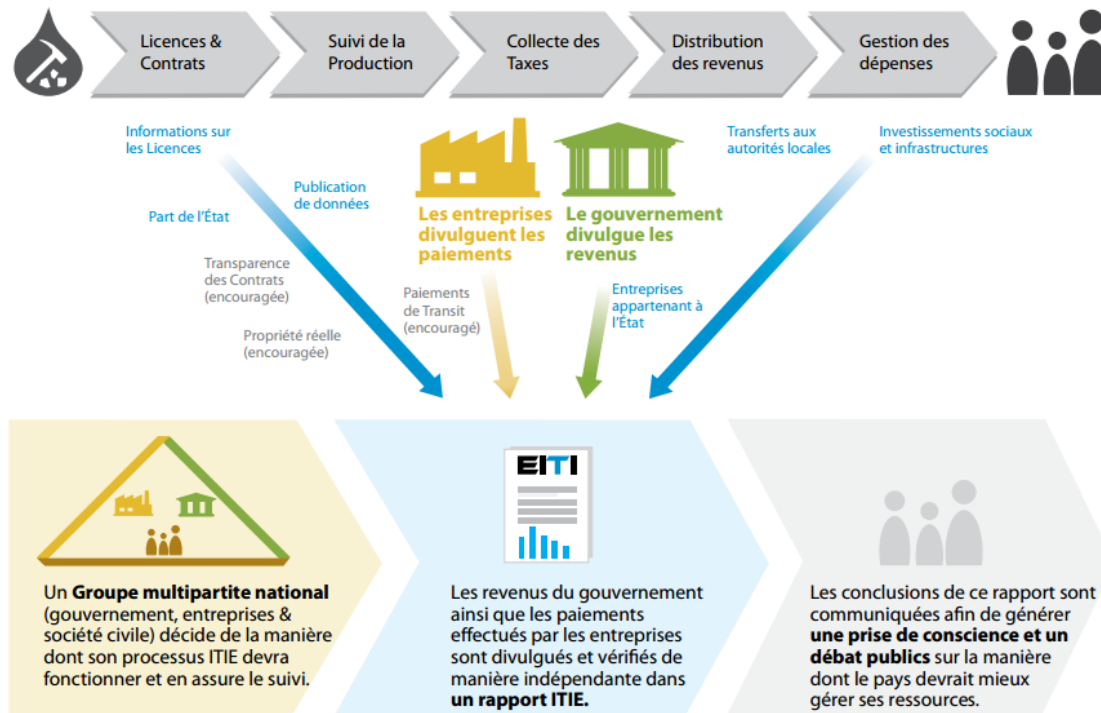 Licences &
Contrats
Suivi de la
Production
Collecte des
Taxes
Distribution
des revenus
Gestion des
dépenses
Informations sur
les Licences
Publication
de données
Part de l'État
Transparence
des Contrats
(encouragée)
Propriété réelle
(encouragée)
Les entreprises
divulguent les
paiements
Le gouvernement
divulgue les
revenus
Paiements
de Transit
(encouragé)
Entreprises
appartenant à
l'État
Transferts aux
autorités locales
Investissements sociaux
et infrastructures
Un Groupe multipartite national
(gouvernement, entreprises &
société civile) décide de la manière
dont son processus ITIE devra
fonctionner et en assure le suivi.
EITI
Les revenus du gouvernement
ainsi que les paiements
effectués par les entreprises
sont divulgués et vérifiés de
manière indépendante dans
un rapport ITIE.
Les conclusions de ce rapport sont
communiquées afin de générer
une prise de conscience et un
débat publics sur la manière
dont le pays devrait mieux
gérer ses ressources.